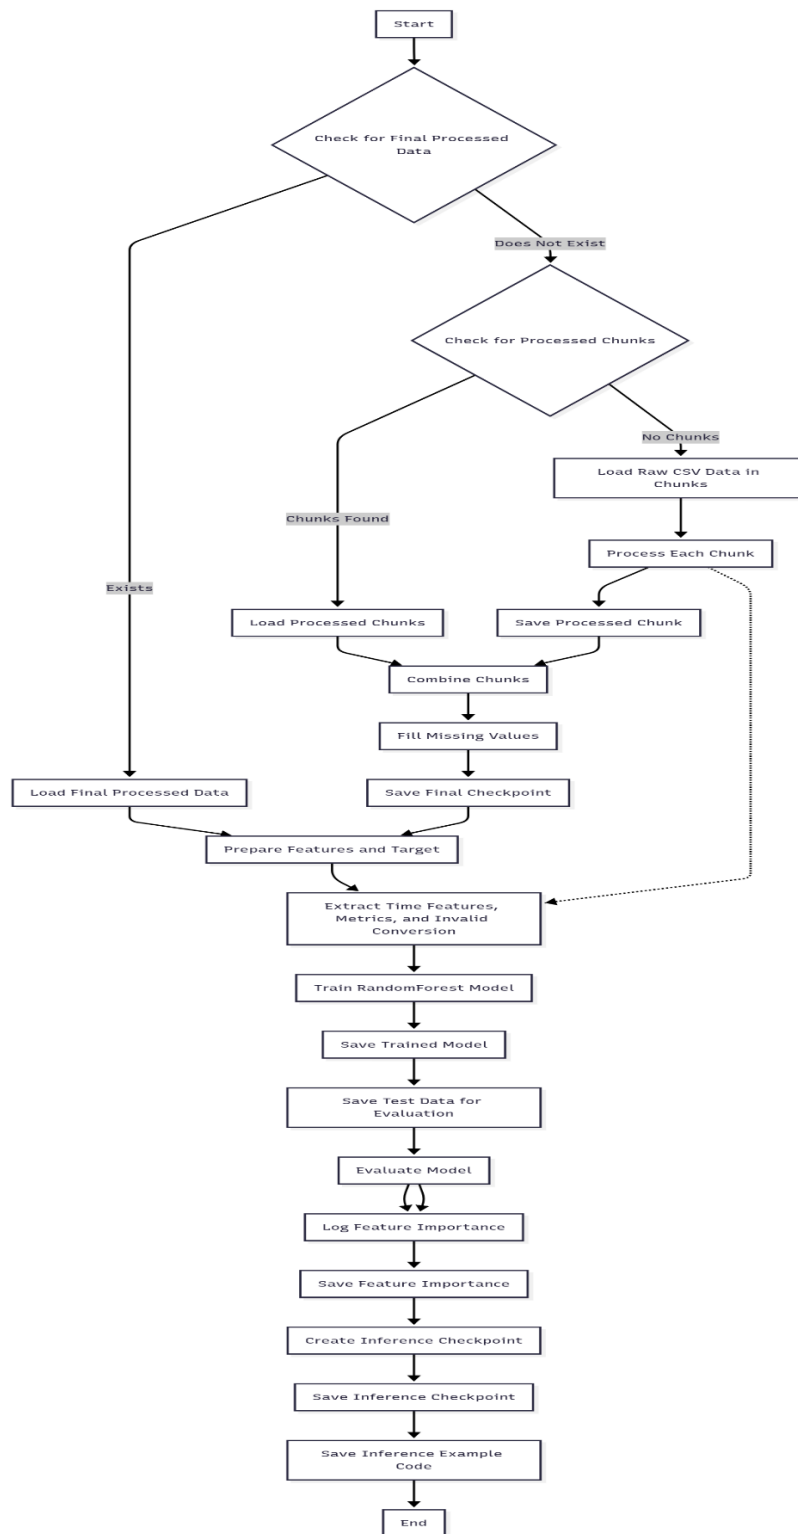 Start
Check for Final Processed
Data
Does Not Exist
Check for Processed Chunks
No Chunks
Load Raw CSV Data in
Chunks
Chunks Found
Process Each Chunk
Exists
Load Processed Chunks
Save Processed Chunk
Combine Chunks
Fill Missing Values
Load Final Processed Data
Save Final Checkpoint
Prepare Features and Target
Extract Time Features,
Metrics, and Invalid
Conversion
Train RandomForest Model
Save Trained Model
Save Test Data for
Evaluation
Evaluate Model
Log Feature Importance
Save Feature Importance
Create Inference Checkpoint
Save Inference Checkpoint
Save Inference Example
Code
End